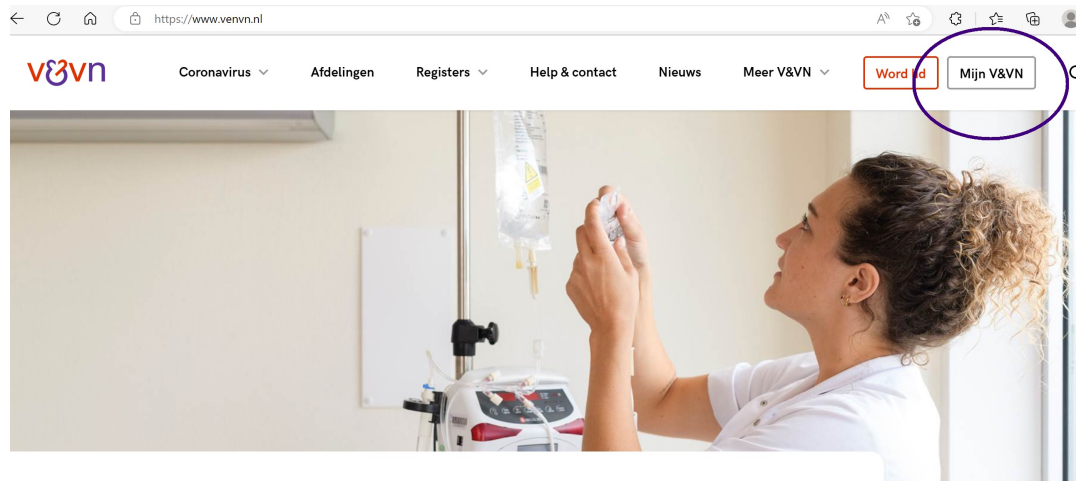 https://www.venvn.nl
V&VN
Coronavirus Afdelingen Registers Help & contact Nieuws Meer V&VN Word lid Mijn V&VN